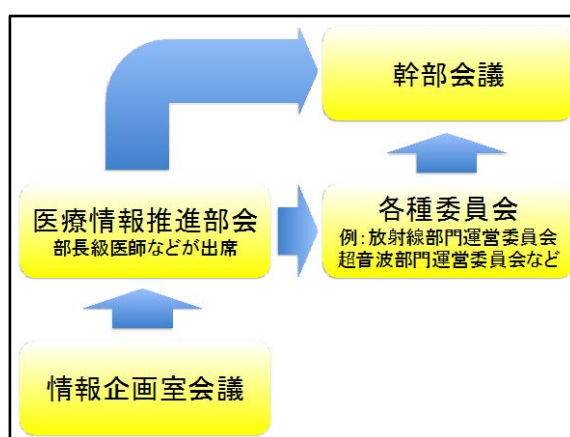 幹部会議
医療情報推進部会
部長級医師などが出席
各種委員会
例：放射線部門運営委員会
超音波部門運営委員会など
情報企画室会議